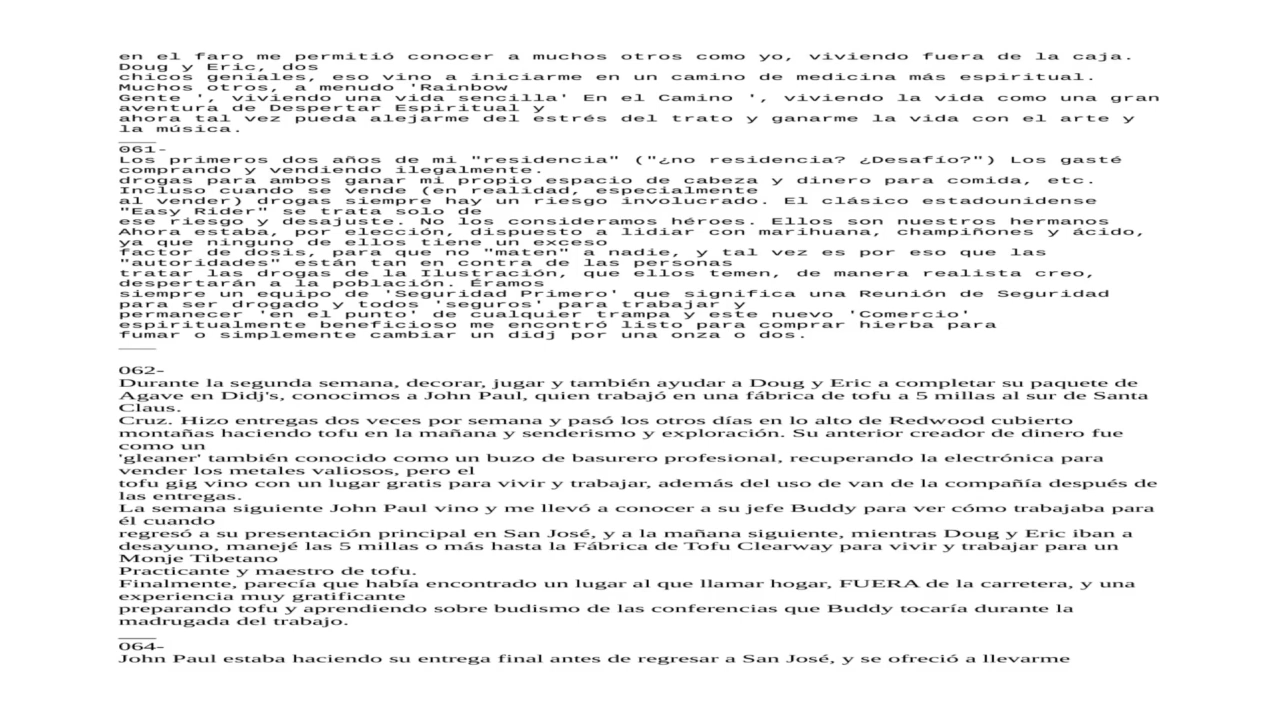 en el faro me permitió conocer a muchos otros como yo, viviendo fuera de la caja.
Doug y Eric, dos
chicos geniales, eso vino a iniciarme en un camino de medicina más espiritual.
Muchos otros, a menudo 'Rainbow
Gente ', viviendo una vida sencilla' En el Camino ', viviendo la vida como una gran
aventura de Despertar Espiritual y
ahora tal vez pueda alejarme del estrés del trato y ganarme la vida con el arte y
la música.
____
061-
Los primeros dos años de mi "residencia" ("¿no residencia? ¿Desafío?") Los gasté
comprando y vendiendo ilegalmente.
drogas para ambos ganar mi propio espacio de cabeza y dinero para comida, etc.
Incluso cuando se vende (en realidad, especialmente
al vender) drogas siempre hay un riesgo involucrado. El clásico estadounidense
"Easy Rider" se trata solo de
ese riesgo y desajuste. No los consideramos héroes. Ellos son nuestros hermanos
Ahora estaba, por elección, dispuesto a lidiar con marihuana, champiñones y ácido,
ya que ninguno de ellos tiene un exceso
factor de dosis, para que no "maten" a nadie, y tal vez es por eso que las
"autoridades" están tan en contra de las personas
tratar las drogas de la Ilustración, que ellos temen, de manera realista creo,
despertarán a la población. Éramos
siempre un equipo de 'Seguridad Primero' que significa una Reunión de Seguridad
para ser drogado y todos 'seguros' para trabajar y
permanecer 'en el punto' de cualquier trampa y este nuevo 'Comercio'
espiritualmente beneficioso me encontró listo para comprar hierba para
fumar o simplemente cambiar un didj por una onza o dos.
____
062-
Durante la segunda semana, decorar, jugar y también ayudar a Doug y Eric a completar su paquete de
Agave en Didj's, conocimos a John Paul, quien trabajó en una fábrica de tofu a 5 millas al sur de Santa
Claus.
Cruz. Hizo entregas dos veces por semana y pasó los otros días en lo alto de Redwood cubierto
montañas haciendo tofu en la mañana y senderismo y exploración. Su anterior creador de dinero fue
como un
'gleaner' también conocido como un buzo de basurero profesional, recuperando la electrónica para
vender los metales valiosos, pero el
tofu gig vino con un lugar gratis para vivir y trabajar, además del uso de van de la compañía después de
las entregas.
La semana siguiente John Paul vino y me llevó a conocer a su jefe Buddy para ver cómo trabajaba para
él cuando
regresó a su presentación principal en San José, y a la mañana siguiente, mientras Doug y Eric iban a
desayuno, manejé las 5 millas o más hasta la Fábrica de Tofu Clearway para vivir y trabajar para un
Monje Tibetano
Practicante y maestro de tofu.
Finalmente, parecía que había encontrado un lugar al que llamar hogar, FUERA de la carretera, y una
experiencia muy gratificante
preparando tofu y aprendiendo sobre budismo de las conferencias que Buddy tocaría durante la
madrugada del trabajo.
____
064-
John Paul estaba haciendo su entrega final antes de regresar a San José, y se ofreció a llevarme